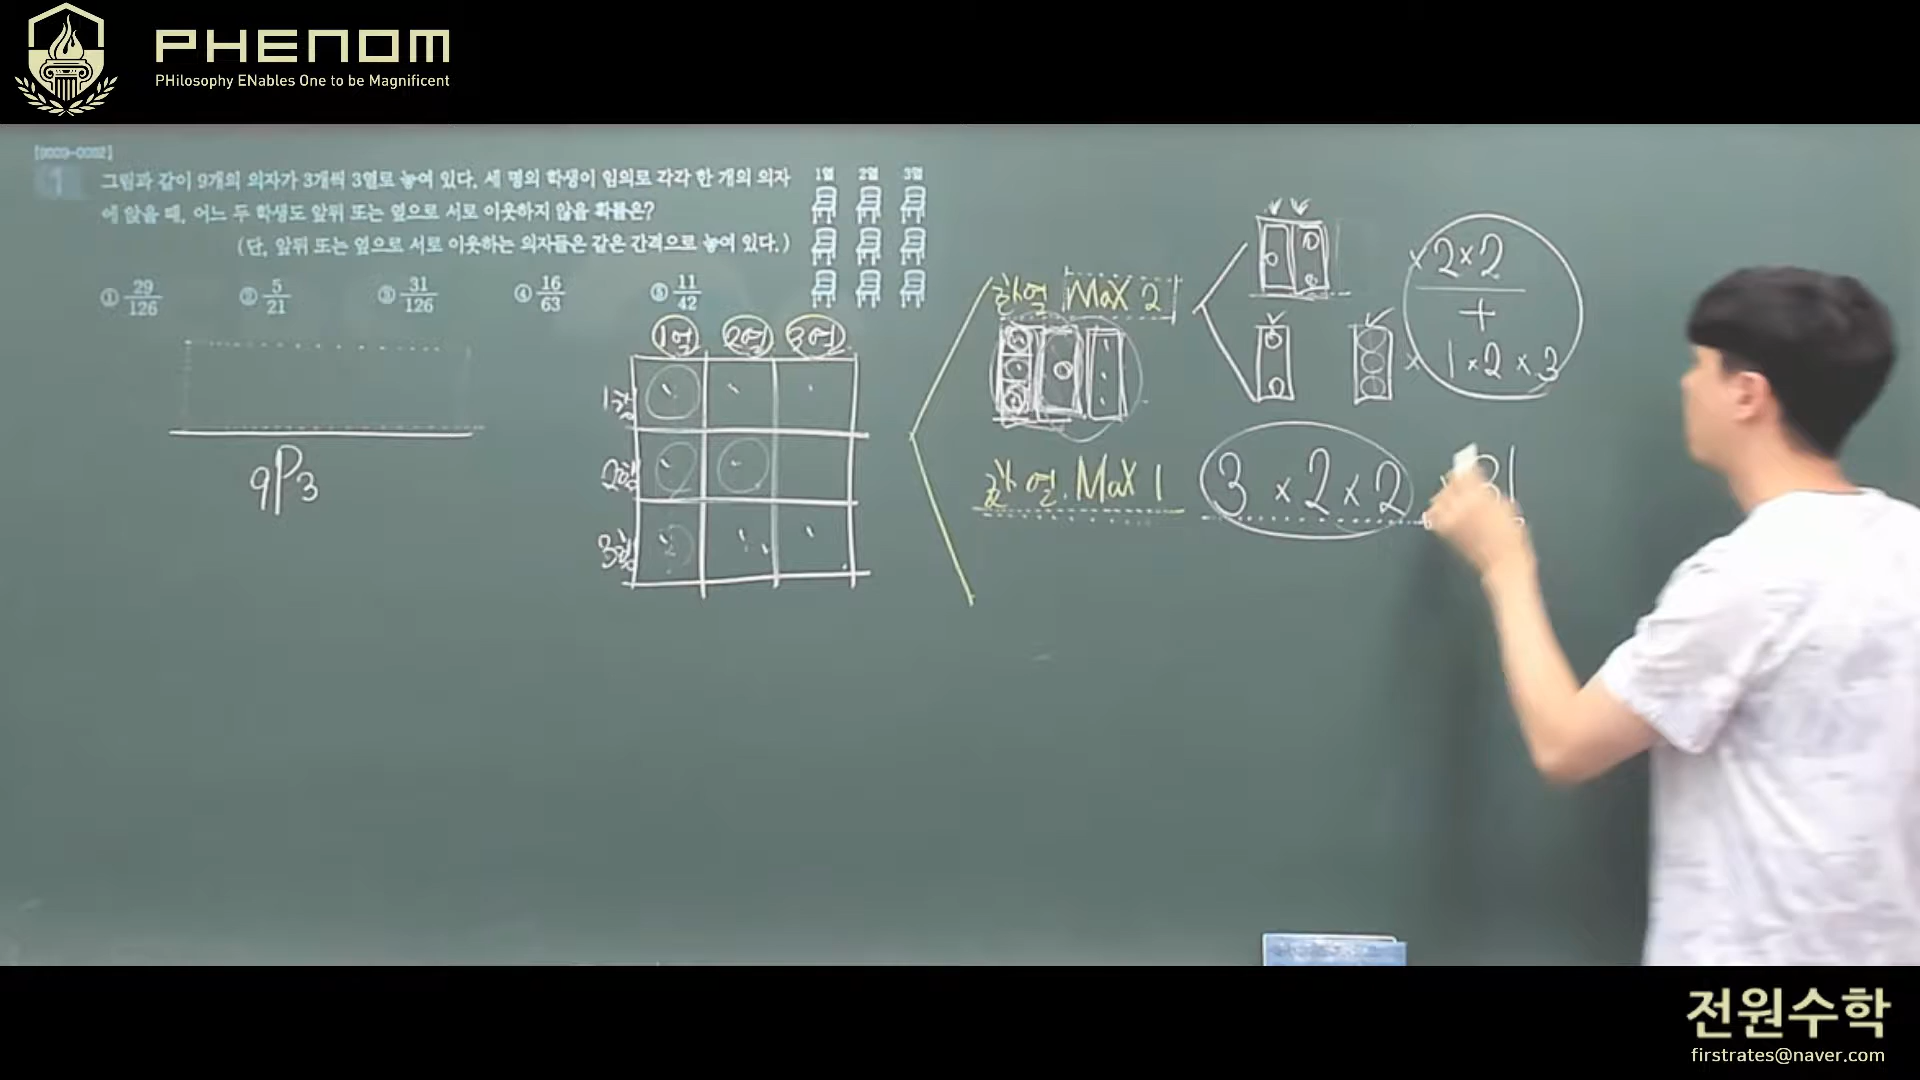 PHENOM
PHilosophy ENables One to be Magnificent
[9009-0082]
1
그림과 같이 9개의 의자가 3개씩 3열로 놓여 있다. 세 명의 학생이 임의로 각각 한 개의 의자
에 앉을 때, 어느 두 학생도 앞뒤 또는 옆으로 서로 이웃하지 않을 확률은?
(단, 앞뒤 또는 옆으로 서로 이웃하는 의자들은 같은 간격으로 놓여 있다.)
1열 2열 3열
① 29/126 ② 5/21 ③ 31/126 ④ 16/63 ⑤ 11/42
1열 2열 3열
1행
2행
3행
9P3
한 열 MaX 2
×2×2
+
× 1×2×3
한 열. MaX 1
3 ×2×2
전원수학
firstrates@naver.com